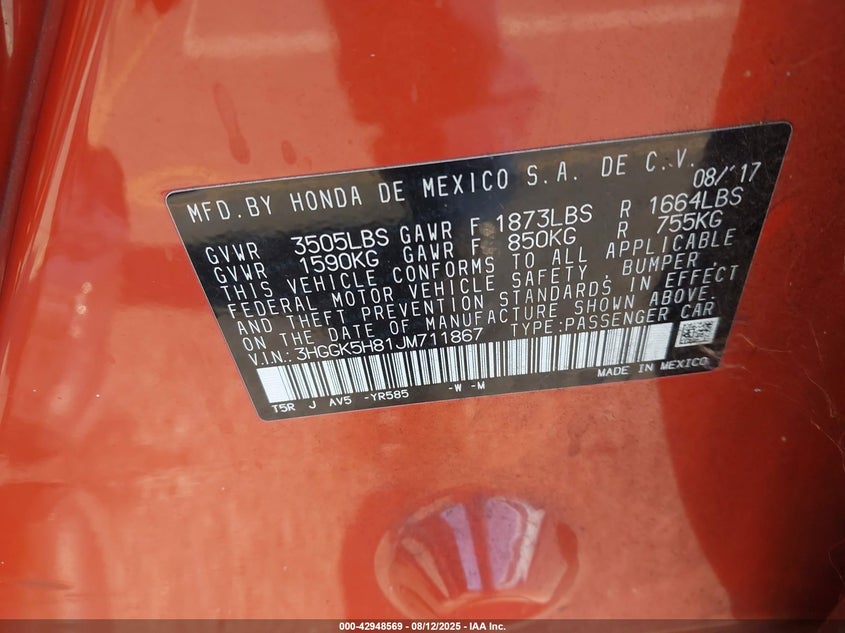 MFD.BY HONDA DE MEXICO S.A. DE C.V. 08/'17
GVWR 3505LBS GAWR F 1873LBS R 1664LBS
GVWR 1590KG GAWR F 850KG R 755KG
THIS VEHICLE CONFORMS TO ALL APPLICABLE
FEDERAL MOTOR VEHICLE SAFETY, BUMPER,
AND THEFT PREVENTION STANDARDS IN EFFECT
ON THE DATE OF MANUFACTURE SHOWN ABOVE.
V.I.N.: 3HGGK5H81JM711867 TYPE:PASSENGER CAR
T5R J AV5 -YR585 -W -M MADE IN MEXICO
000-42948569 - 08/12/2025 - IAA Inc.